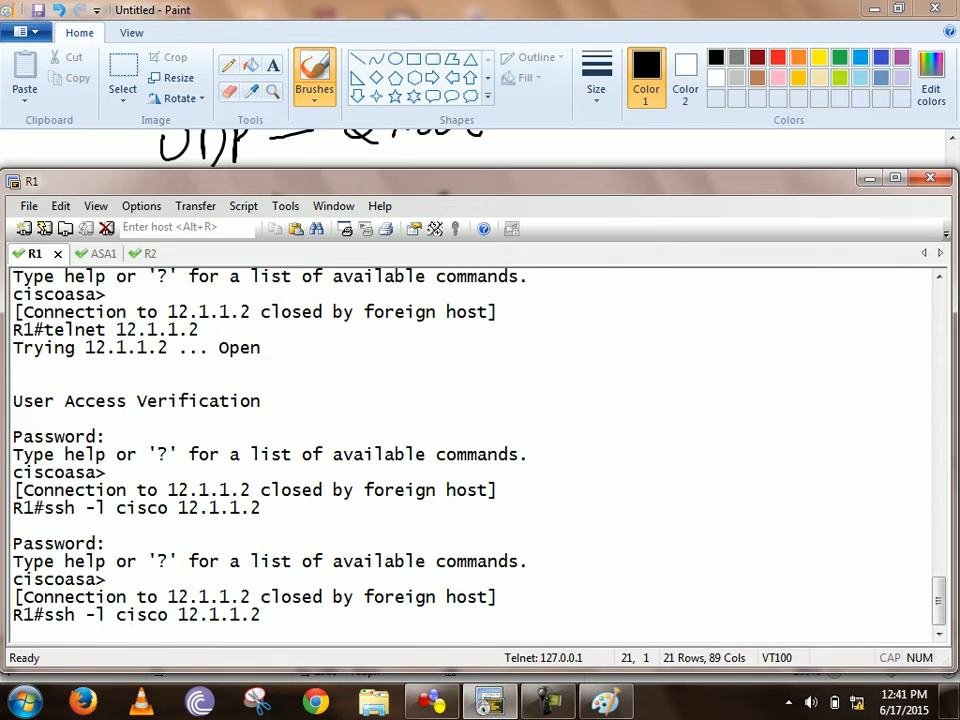 Untitled - Paint
Home View
Paste
Cut
Copy
Clipboard
Select
Crop
Resize
Rotate
Image
Tools
Brushes
Shapes
Outline
Fill
Size
Color 1
Color 2
Edit colors
Colors
UDP —
R1
File Edit View Options Transfer Script Tools Window Help
Enter host <Alt+R>
R1 ASA1 R2
Type help or '?' for a list of available commands.
ciscoasa>
[Connection to 12.1.1.2 closed by foreign host]
R1#telnet 12.1.1.2
Trying 12.1.1.2 ... Open
User Access Verification
Password:
Type help or '?' for a list of available commands.
ciscoasa>
[Connection to 12.1.1.2 closed by foreign host]
R1#ssh -l cisco 12.1.1.2
Password:
Type help or '?' for a list of available commands.
ciscoasa>
[Connection to 12.1.1.2 closed by foreign host]
R1#ssh -l cisco 12.1.1.2
Ready Telnet: 127.0.0.1 21, 1 21 Rows, 89 Cols VT100 CAP NUM
12:41 PM
6/17/2015